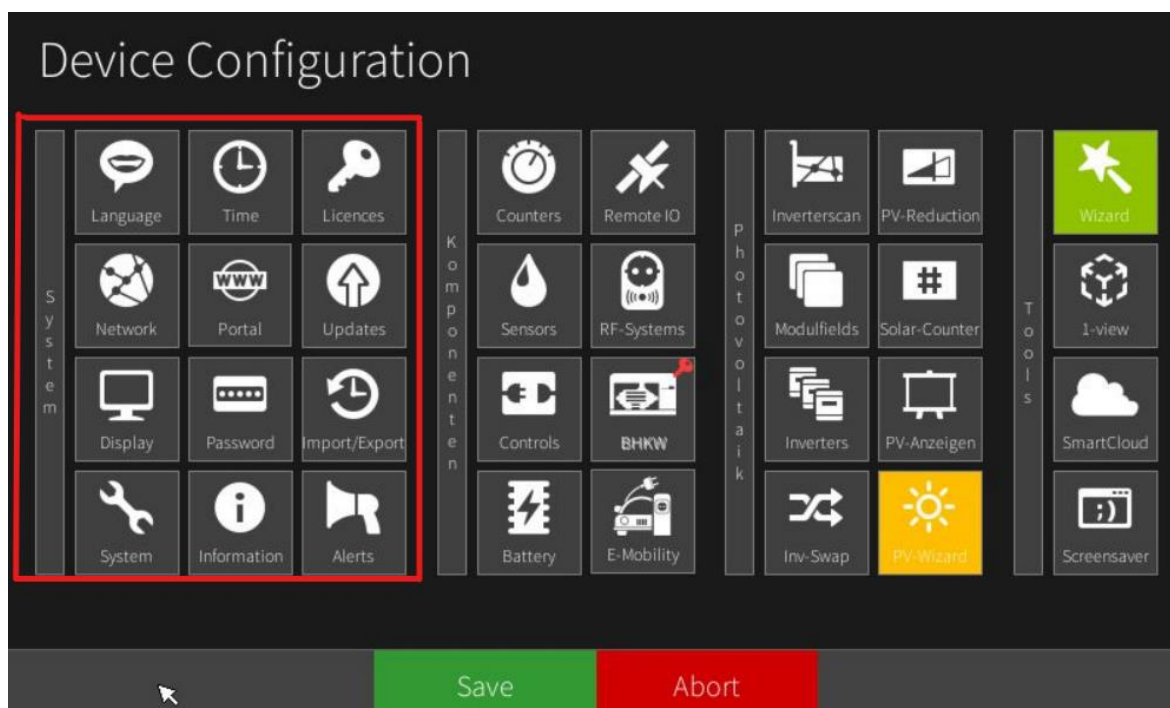 Device Configuration
System
Language
Time
Licences
Network
Portal
WWW
Updates
Display
Password
Import/Export
System
Information
Alerts
Komponenten
Counters
Remote IO
Sensors
RF-Systems
Controls
BHKW
Battery
E-Mobility
Photovoltaik
Inverterscan
PV-Reduction
Modulfields
#
Solar-Counter
Inverters
PV-Anzeigen
Inv-Swap
PV-Wizard
Tools
Wizard
1-view
SmartCloud
;)
Screensaver
Save
Abort